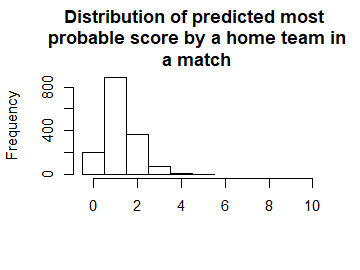 Distribution of predicted most
probable score by a home team in
a match
Frequency
800
400
0
0 2 4 6 8 10